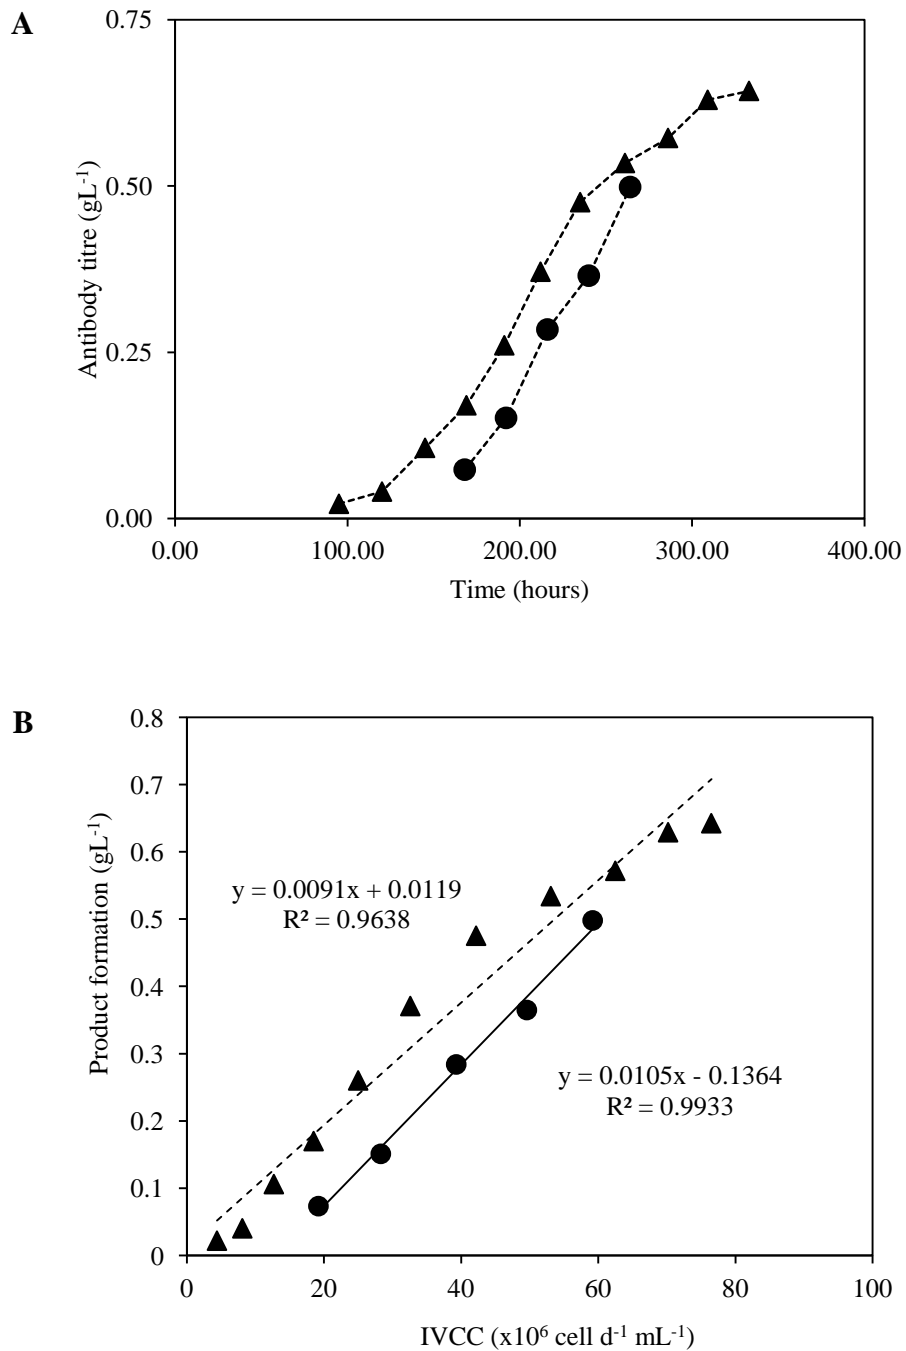 A
0.75
0.50
0.25
0.00
Antibody titre (gL⁻¹)
0.00 100.00 200.00 300.00 400.00
Time (hours)
B
0.8
0.7
0.6
0.5
0.4
0.3
0.2
0.1
0
Product formation (gL⁻¹)
y = 0.0091x + 0.0119
R² = 0.9638
y = 0.0105x - 0.1364
R² = 0.9933
0 20 40 60 80 100
IVCC (x10⁶ cell d⁻¹ mL⁻¹)